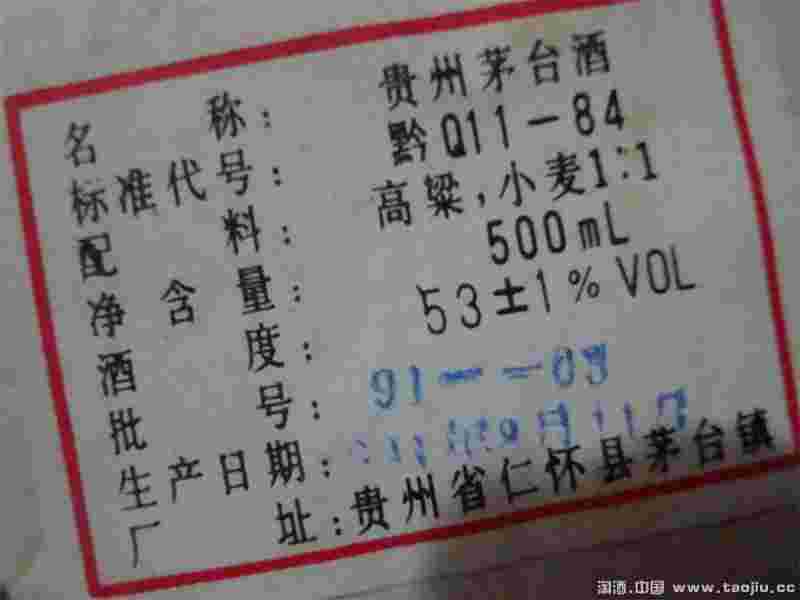 名 称: 贵州茅台酒
标准代号: 黔Q11-84
配 料: 高粱,小麦1:1
净含量: 500mL
酒 度: 53±1%VOL
批 号: 91
生产日期:
厂 址: 贵州省仁怀县茅台镇
淘酒.中国 www.taojiu.cc